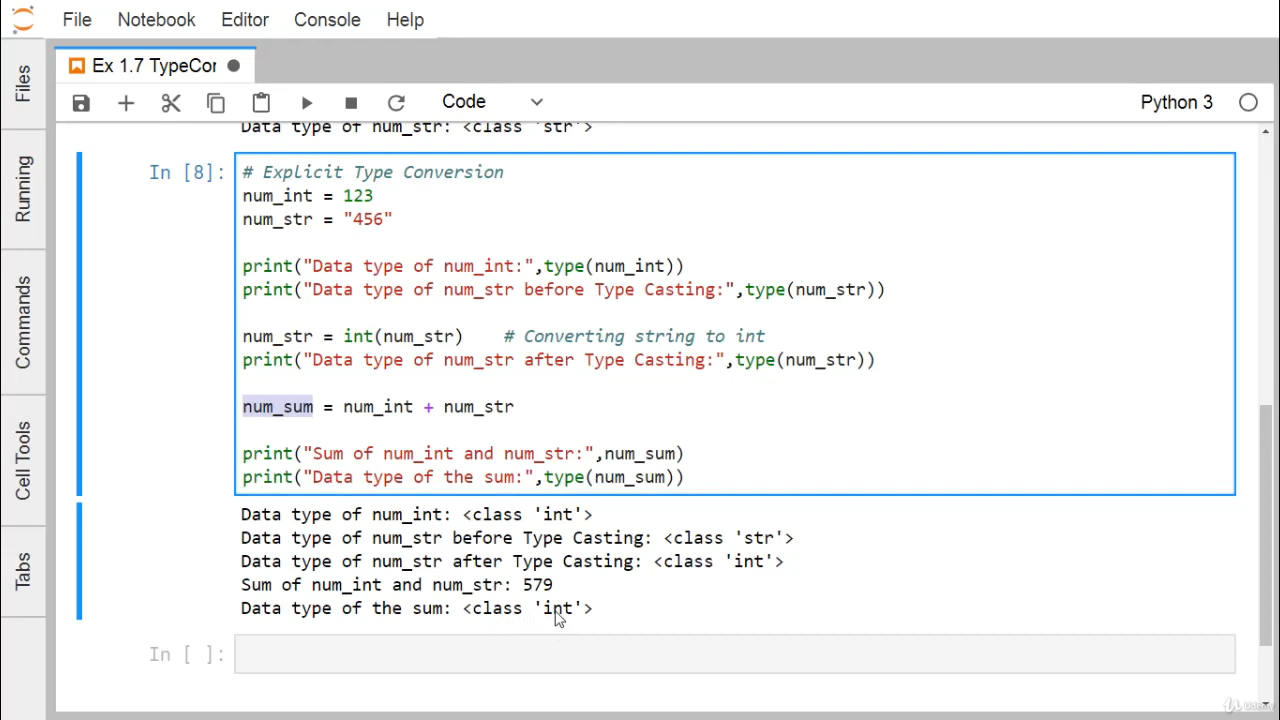 File Notebook Editor Console Help
Ex 1.7 TypeCor
Code
Python 3
Files
Running
Commands
Cell Tools
Tabs
Data type of num_str: <class 'str'>
In [8]:
# Explicit Type Conversion
num_int = 123
num_str = "456"
print("Data type of num_int:",type(num_int))
print("Data type of num_str before Type Casting:",type(num_str))
num_str = int(num_str)    # Converting string to int
print("Data type of num_str after Type Casting:",type(num_str))
num_sum = num_int + num_str
print("Sum of num_int and num_str:",num_sum)
print("Data type of the sum:",type(num_sum))
Data type of num_int: <class 'int'>
Data type of num_str before Type Casting: <class 'str'>
Data type of num_str after Type Casting: <class 'int'>
Sum of num_int and num_str: 579
Data type of the sum: <class 'int'>
In [ ]:
Udemy